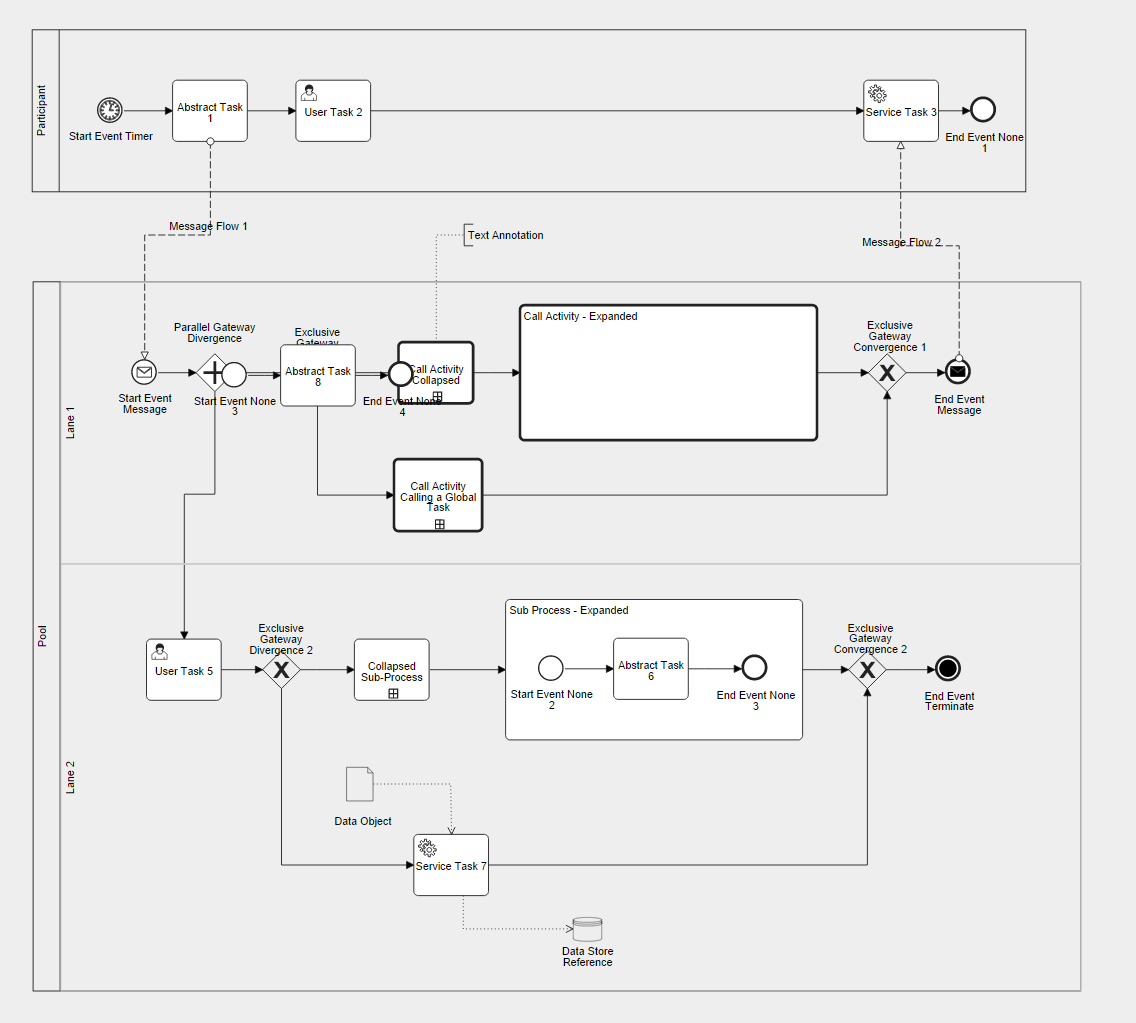 Participant
Start Event Timer
Abstract Task
1
User Task 2
Service Task 3
End Event None
1
Message Flow 1
Text Annotation
Message Flow 2
Pool
Lane 1
Parallel Gateway
Divergence
Exclusive
Gateway
Call Activity - Expanded
Exclusive
Gateway
Convergence 1
Start Event
Message
Start Event None
3
Abstract Task
8
Call Activity
Collapsed
End Event None
4
End Event
Message
Call Activity
Calling a Global
Task
Lane 2
User Task 5
Exclusive
Gateway
Divergence 2
Collapsed
Sub-Process
Sub Process - Expanded
Start Event None
2
Abstract Task
6
End Event None
3
Exclusive
Gateway
Convergence 2
End Event
Terminate
Data Object
Service Task 7
Data Store
Reference